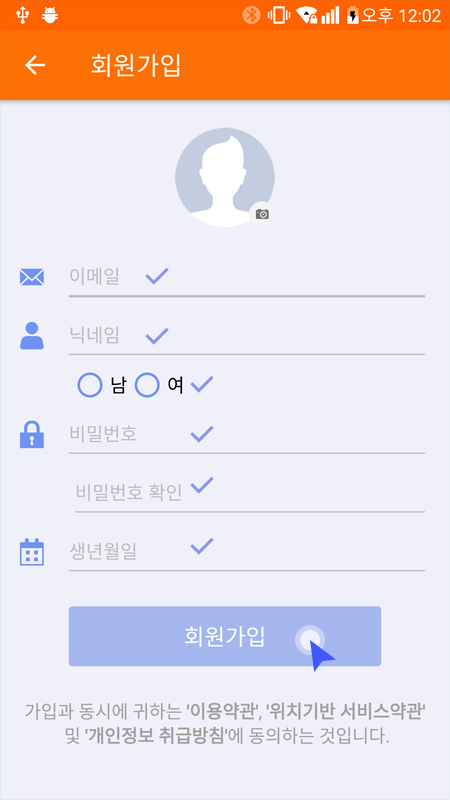 오후 12:02
회원가입
이메일
닉네임
남 여
비밀번호
비밀번호 확인
생년월일
회원가입
가입과 동시에 귀하는 '이용약관', '위치기반 서비스약관'
및 '개인정보 취급방침'에 동의하는 것입니다.